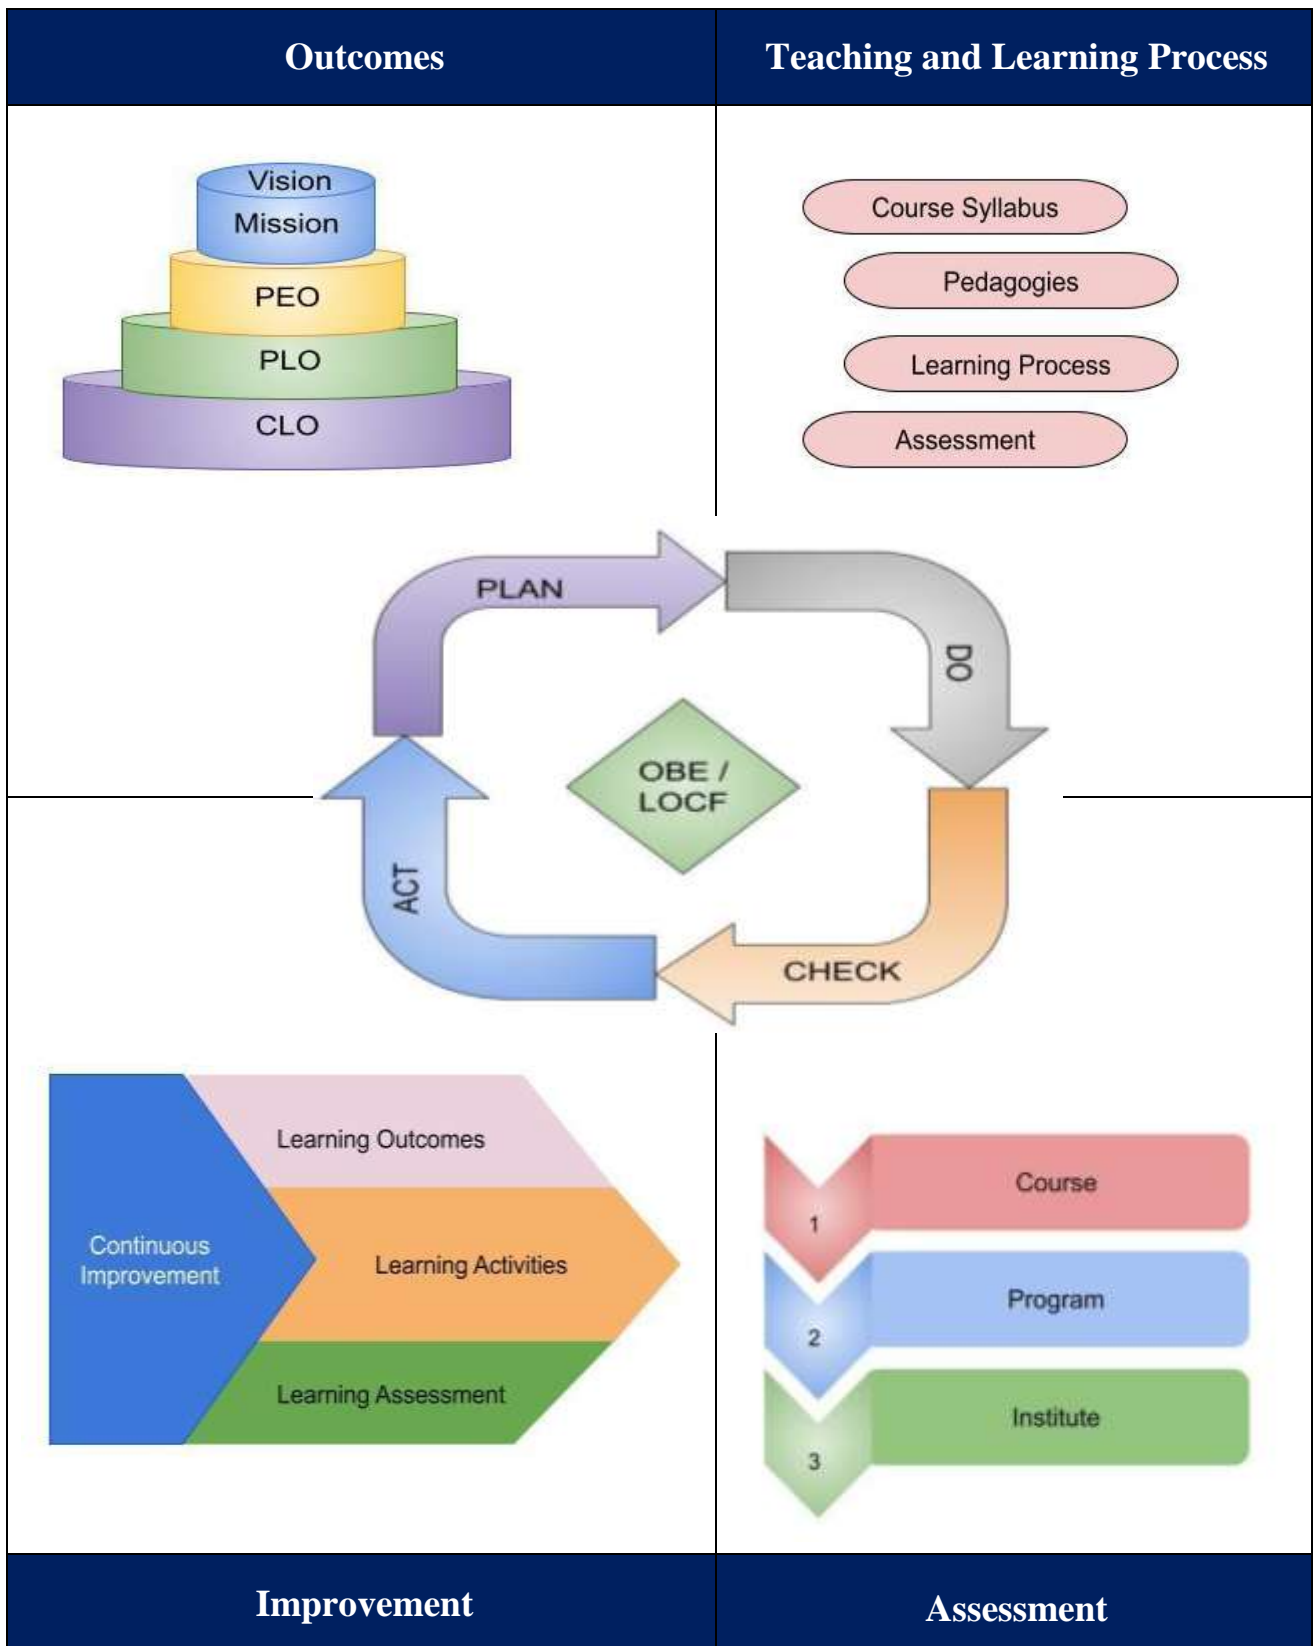 Outcomes
Teaching and Learning Process
Vision
Mission
PEO
PLO
CLO
Course Syllabus
Pedagogies
Learning Process
Assessment
PLAN
DO
OBE /
LOCF
ACT
CHECK
Learning Outcomes
Continuous
Improvement
Learning Activities
Learning Assessment
1
Course
2
Program
3
Institute
Improvement
Assessment